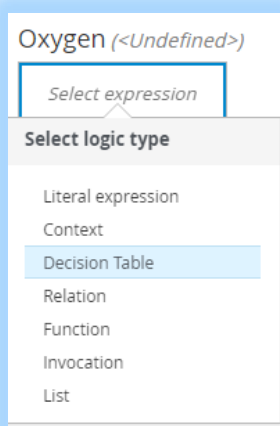 Oxygen (<Undefined>)
Select expression
Select logic type
Literal expression
Context
Decision Table
Relation
Function
Invocation
List